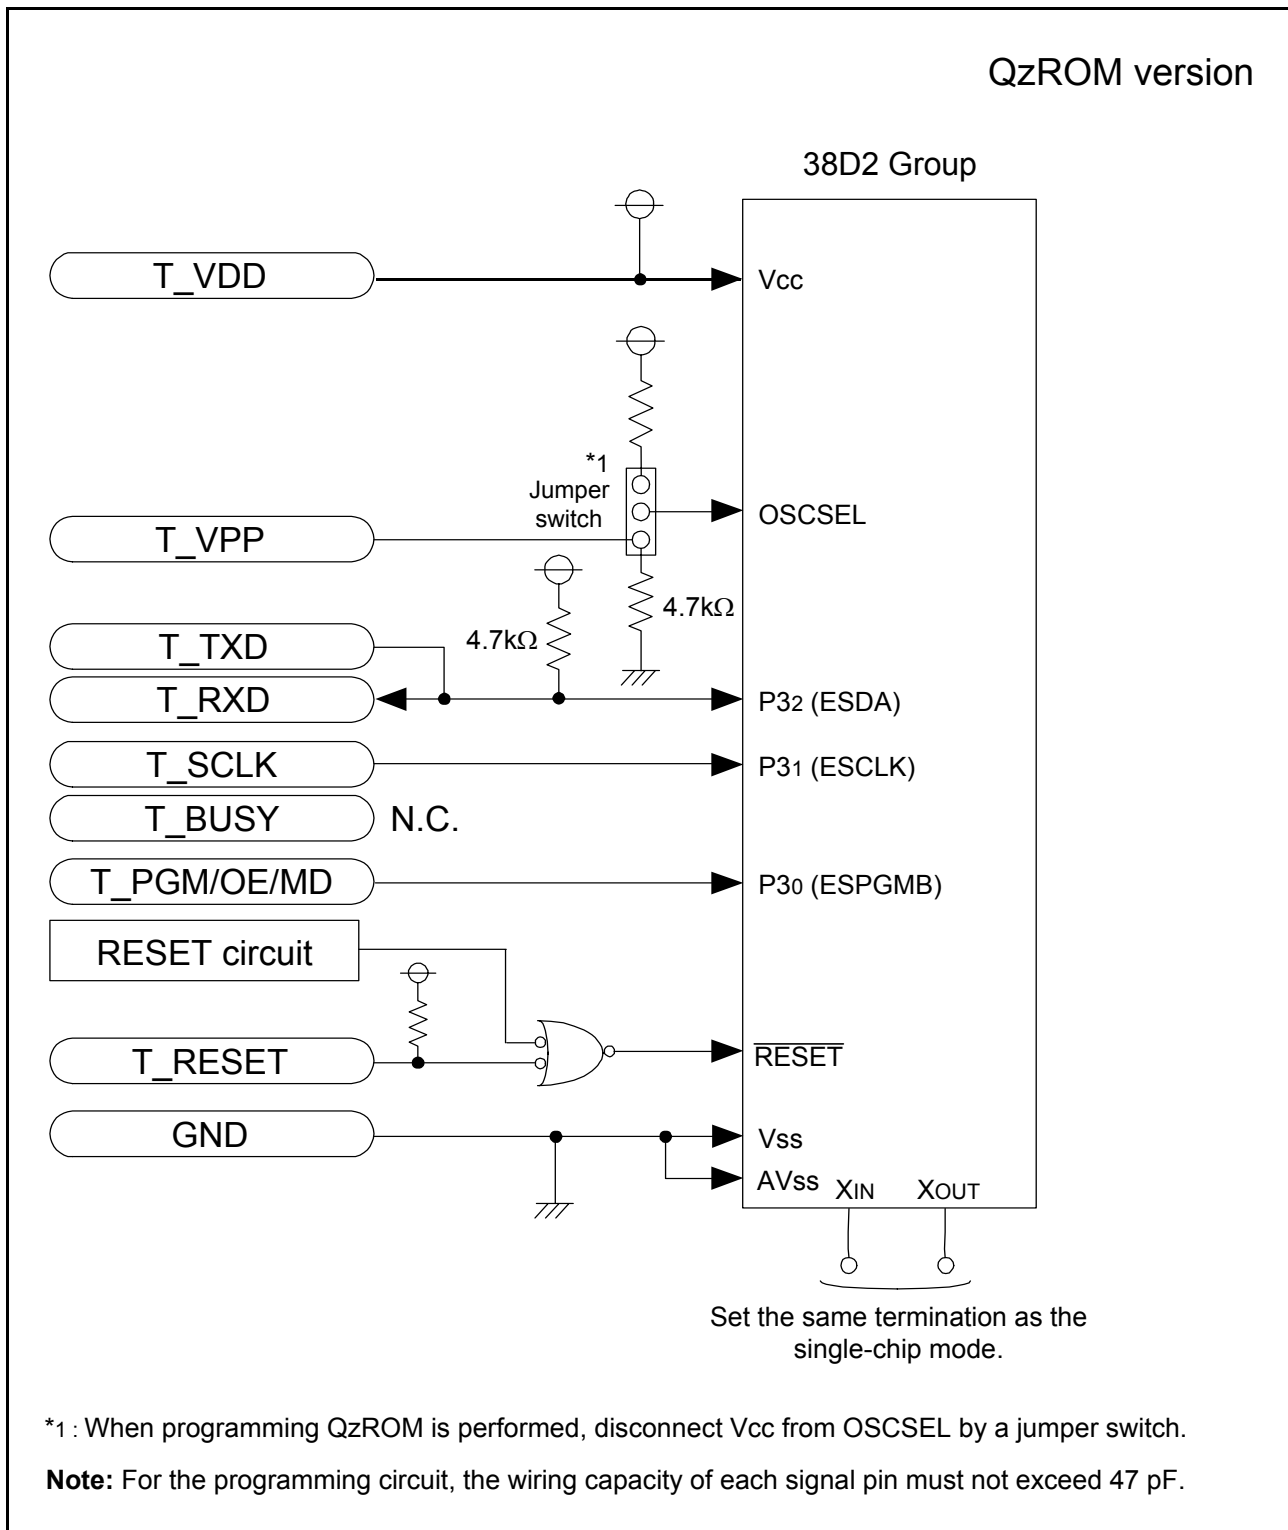 QzROM version
38D2 Group
T_VDD
Vcc
*1
Jumper
switch
OSCSEL
T_VPP
4.7kΩ
T_TXD
4.7kΩ
T_RXD
P32 (ESDA)
T_SCLK
P31 (ESCLK)
T_BUSY N.C.
T_PGM/OE/MD
P30 (ESPGMB)
RESET circuit
T_RESET
RESET
GND
Vss
AVss
XIN XOUT
Set the same termination as the
single-chip mode.
*1 : When programming QzROM is performed, disconnect Vcc from OSCSEL by a jumper switch.
Note: For the programming circuit, the wiring capacity of each signal pin must not exceed 47 pF.